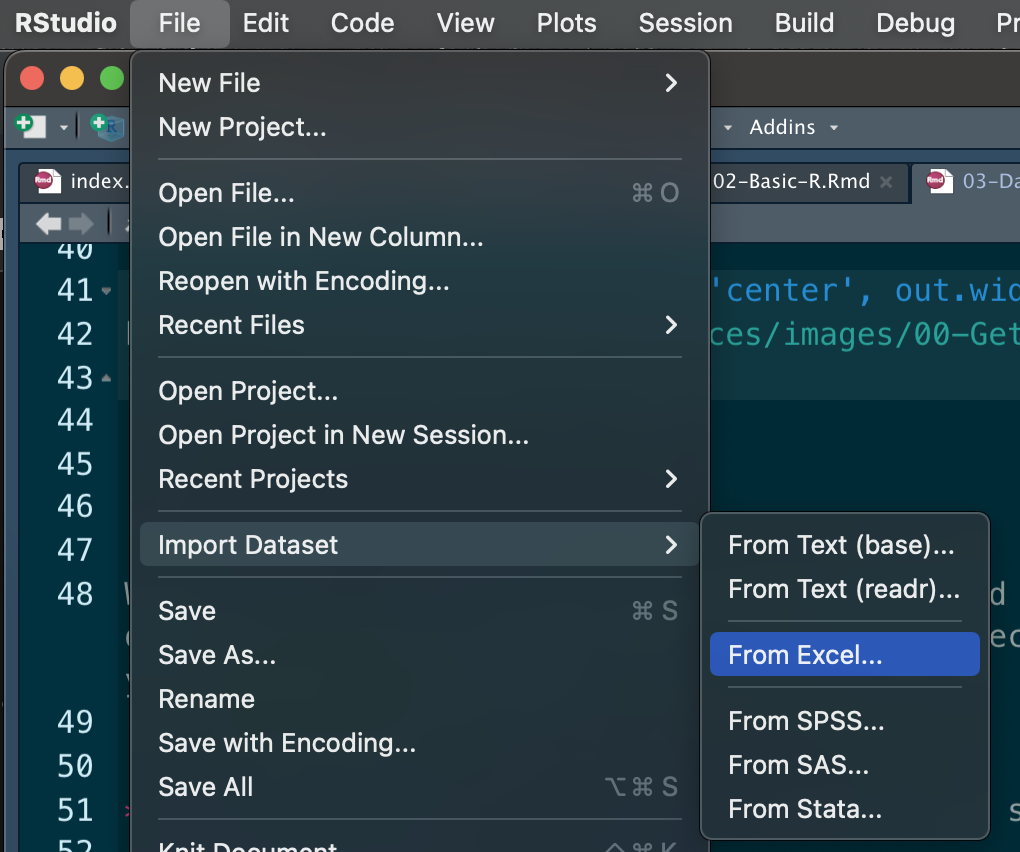 RStudio File Edit Code View Plots Session Build Debug Pr
New File
New Project...
Addins
index.
02-Basic-R.Rmd
03-Da
Open File... ⌘ O
Open File in New Column...
40
Reopen with Encoding...
41 'center', out.wid
Recent Files
42 ces/images/00-Get
43
Open Project...
44
Open Project in New Session...
45
Recent Projects
46
47
Import Dataset
From Text (base)...
48
From Text (readr)...
Save ⌘ S
Save As...
From Excel...
Rename
49
From SPSS...
Save with Encoding...
50
From SAS...
Save All ⌥⌘ S
51
From Stata...
52
Knit Document ^⌘K